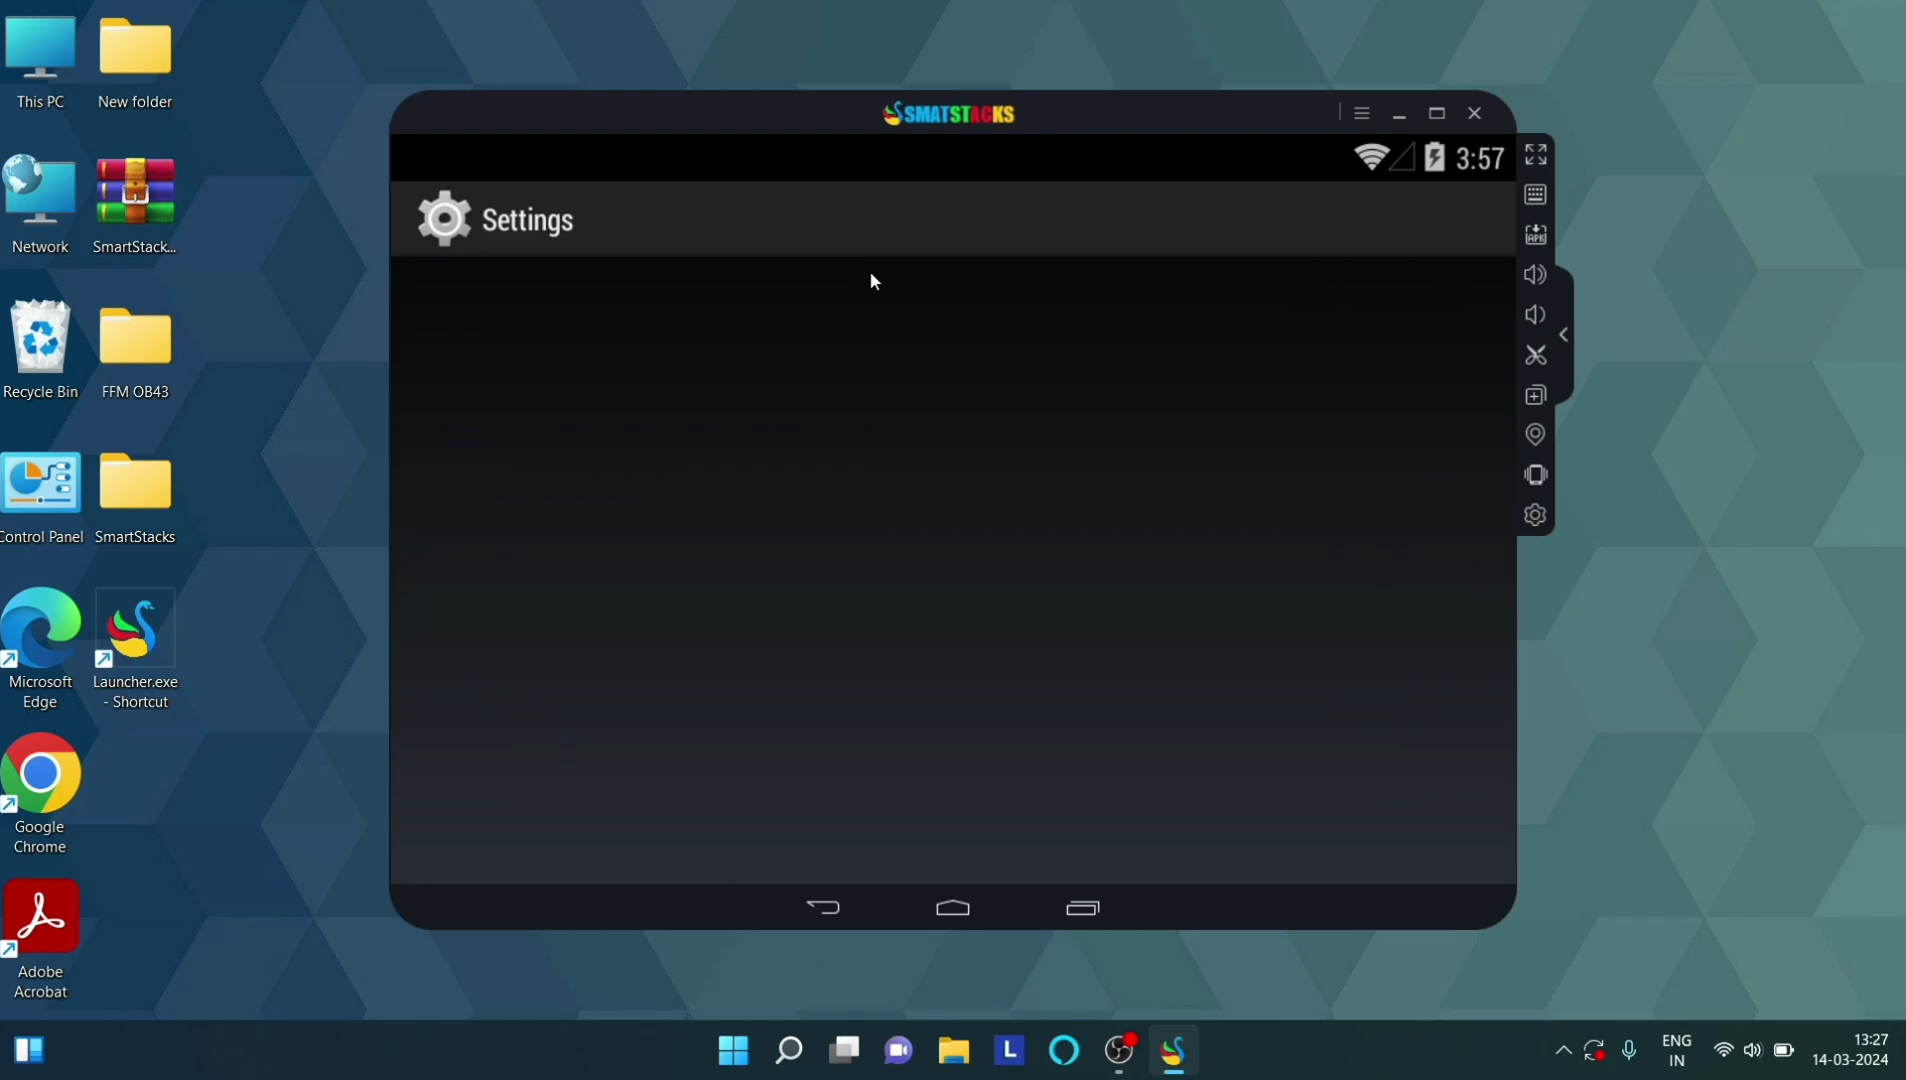 This PC
New folder
Network
SmartStack...
Recycle Bin
FFM OB43
Control Panel
SmartStacks
Microsoft
Edge
Launcher.exe
- Shortcut
Google
Chrome
Adobe
Acrobat
SMATSTACKS
3:57
Settings
APK
L
ENG
IN
13:27
14-03-2024